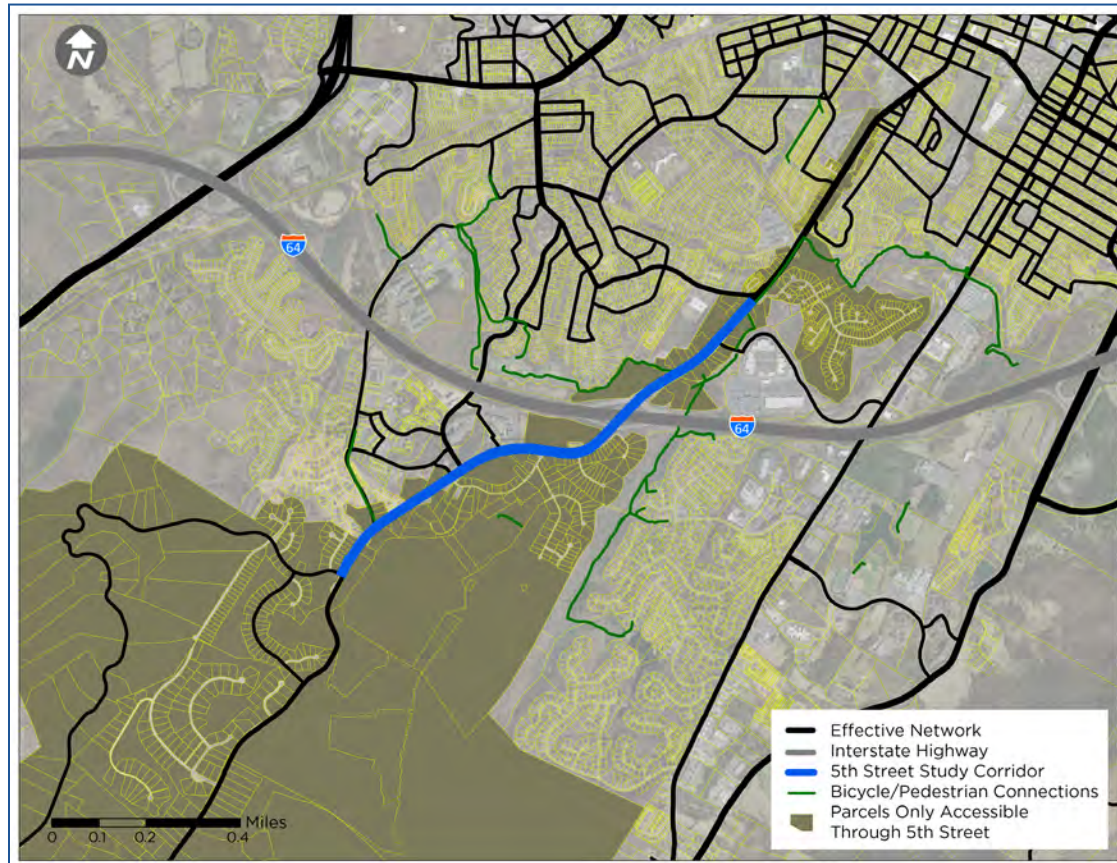 N
64
64
Effective Network
Interstate Highway
5th Street Study Corridor
Bicycle/Pedestrian Connections
Parcels Only Accessible
Through 5th Street
Miles
0 0.1 0.2 0.4